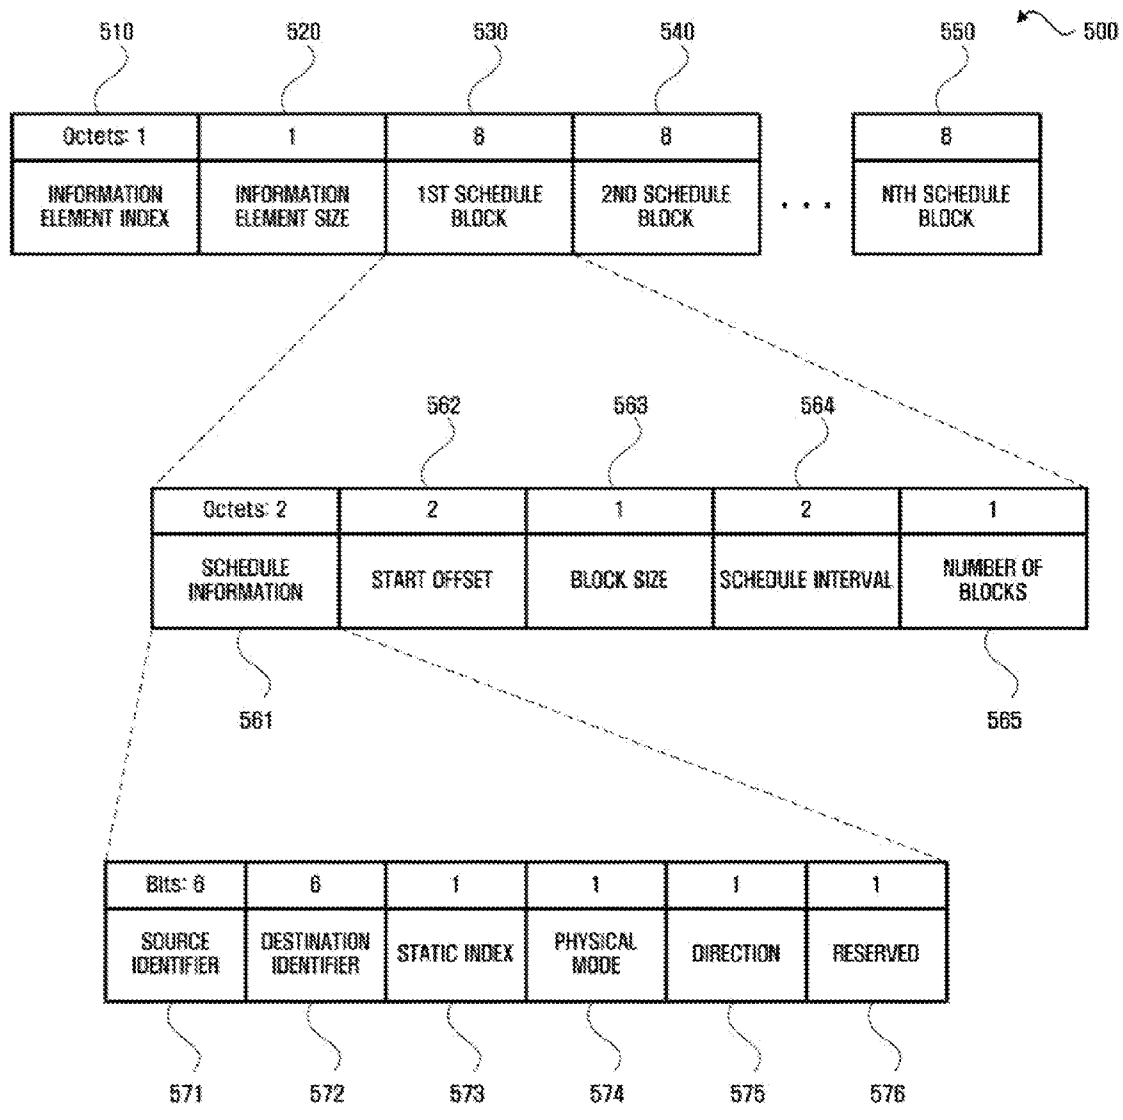 510 520 530 540 550 500
Octets: 1 1 8 8 8
INFORMATION ELEMENT INDEX
INFORMATION ELEMENT SIZE
1ST SCHEDULE BLOCK
2ND SCHEDULE BLOCK
. . .
NTH SCHEDULE BLOCK
562 563 564
Octets: 2 2 1 2 1
SCHEDULE INFORMATION
START OFFSET
BLOCK SIZE
SCHEDULE INTERVAL
NUMBER OF BLOCKS
561 565
Bits: 6 6 1 1 1 1
SOURCE IDENTIFIER
DESTINATION IDENTIFIER
STATIC INDEX
PHYSICAL MODE
DIRECTION
RESERVED
571 572 573 574 575 576